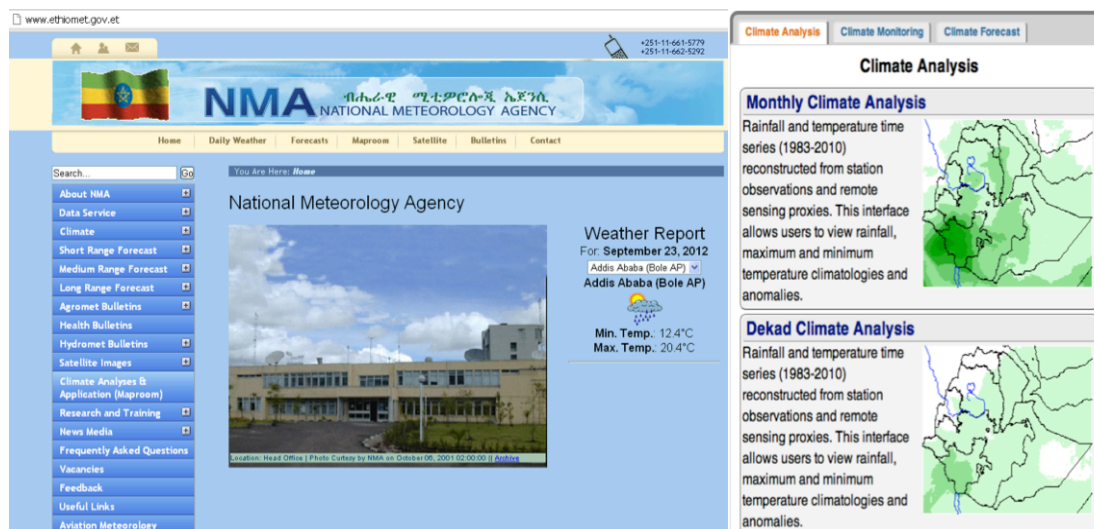 www.ethiomet.gov.et
+251-11-661-5779
+251-11-662-5292
NMA
ብሔራዊ ሚቲዎሮሎጂ ኤጀንሲ
NATIONAL METEOROLOGY AGENCY
Home Daily Weather Forecasts Maproom Satellite Bulletins Contact
Search... Go
About NMA
Data Service
Climate
Short Range Forecast
Medium Range Forecast
Long Range Forecast
Agromet Bulletins
Health Bulletins
Hydromet Bulletins
Satellite Images
Climate Analyses &
Application (Maproom)
Research and Training
News Media
Frequently Asked Questions
Vacancies
Feedback
Useful Links
Aviation Meteorology
You Are Here: Home
National Meteorology Agency
Location: Head Office | Photo Curtery by NMA on October 06, 2001 02:00:00 || Archive
Weather Report
For: September 23, 2012
Addis Ababa (Bole AP)
Addis Ababa (Bole AP)
Min. Temp.: 12.4°C
Max. Temp.: 20.4°C
Climate Analysis Climate Monitoring Climate Forecast
Climate Analysis
Monthly Climate Analysis
Rainfall and temperature time
series (1983-2010)
reconstructed from station
observations and remote
sensing proxies. This interface
allows users to view rainfall,
maximum and minimum
temperature climatologies and
anomalies.
Dekad Climate Analysis
Rainfall and temperature time
series (1983-2010)
reconstructed from station
observations and remote
sensing proxies. This interface
allows users to view rainfall,
maximum and minimum
temperature climatologies and
anomalies.